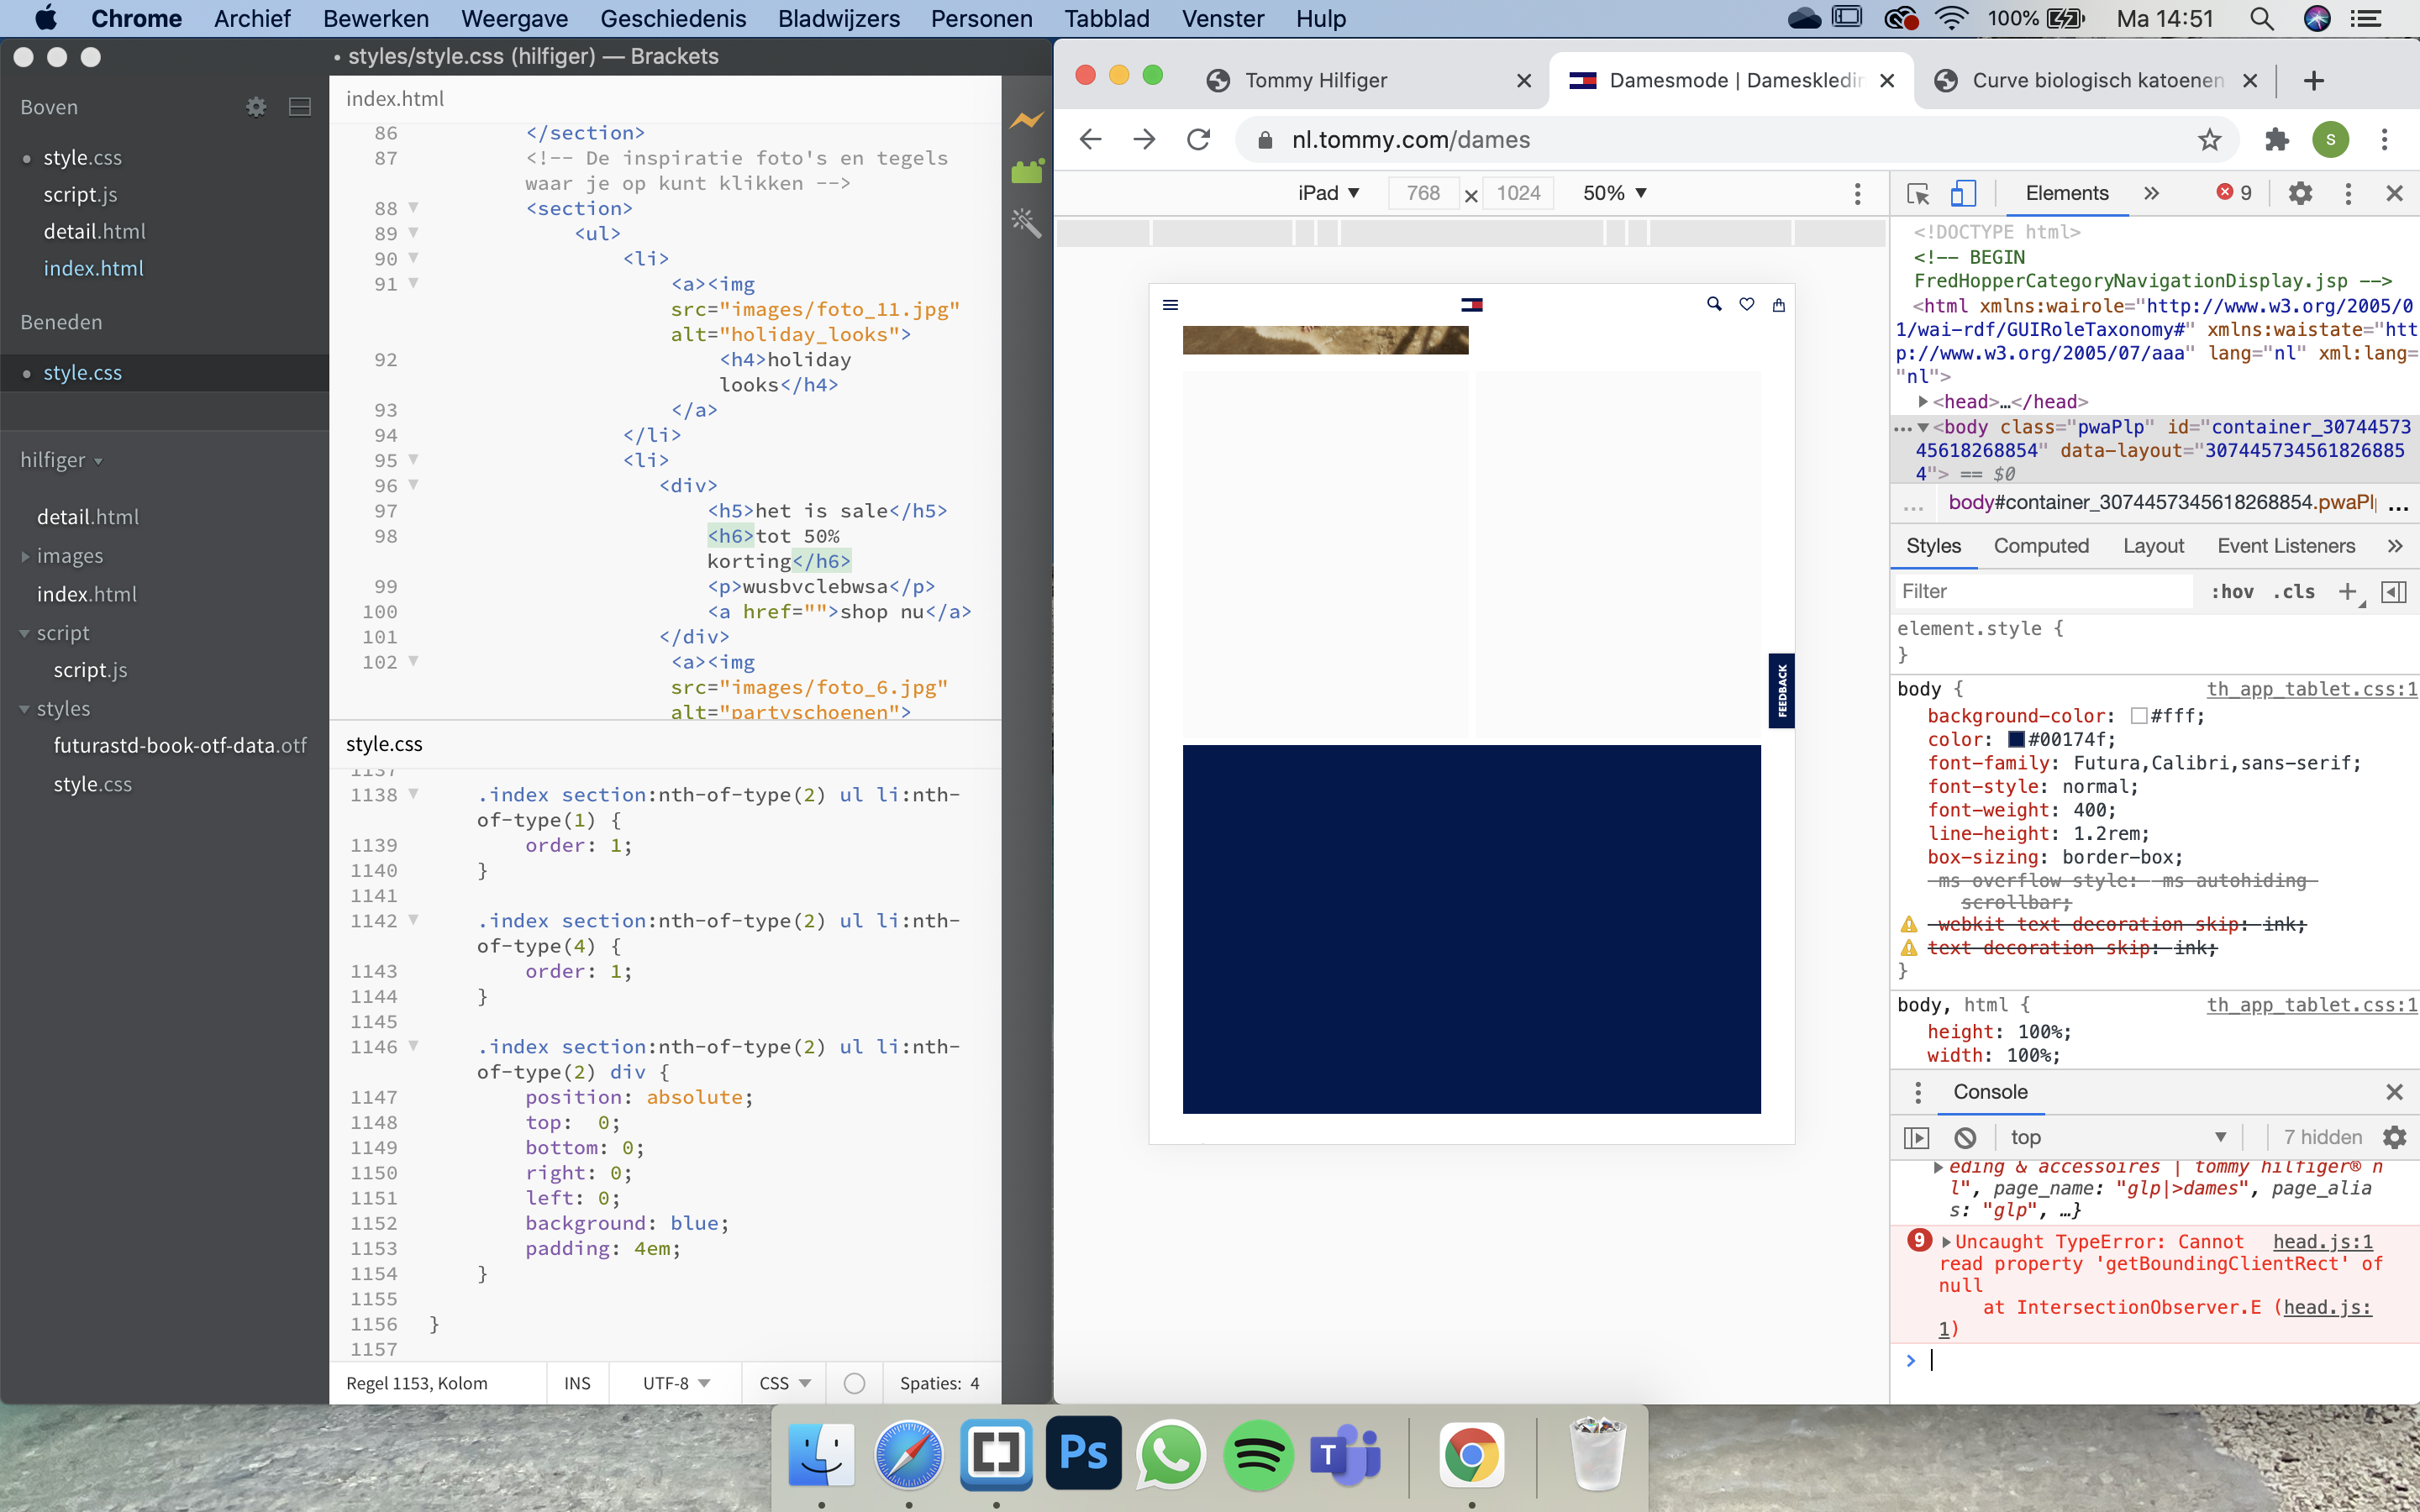 Chrome Archief Bewerken Weergave Geschiedenis Bladwijzers Personen Tabblad Venster Hulp 100% Ma 14:51
• styles/style.css (hilfiger) — Brackets
Boven
• style.css
script.js
detail.html
index.html
Beneden
• style.css
hilfiger
detail.html
images
index.html
script
script.js
styles
futurastd-book-otf-data.otf
style.css
index.html
86 </section>
87 <!-- De inspiratie foto's en tegels
waar je op kunt klikken -->
88 <section>
89 <ul>
90 <li>
91 <a><img
src="images/foto_11.jpg"
alt="holiday_looks">
92 <h4>holiday
looks</h4>
93 </a>
94 </li>
95 <li>
96 <div>
97 <h5>het is sale</h5>
98 <h6>tot 50%
korting</h6>
99 <p>wusbvclebwsa</p>
100 <a href="">shop nu</a>
101 </div>
102 <a><img
src="images/foto_6.jpg"
alt="partyschoenen">
style.css
1137
1138 .index section:nth-of-type(2) ul li:nth-
of-type(1) {
1139 order: 1;
1140 }
1141
1142 .index section:nth-of-type(2) ul li:nth-
of-type(4) {
1143 order: 1;
1144 }
1145
1146 .index section:nth-of-type(2) ul li:nth-
of-type(2) div {
1147 position: absolute;
1148 top: 0;
1149 bottom: 0;
1150 right: 0;
1151 left: 0;
1152 background: blue;
1153 padding: 4em;
1154 }
1155
1156 }
1157
Regel 1153, Kolom INS UTF-8 CSS Spaties: 4
Tommy Hilfiger
Damesmode | Dameskledin
Curve biologisch katoenen
nl.tommy.com/dames
S
iPad 768 × 1024 50%
FEEDBACK
Elements » 9
<!DOCTYPE html>
<!-- BEGIN
FredHopperCategoryNavigationDisplay.jsp -->
<html xmlns:wairole="http://www.w3.org/2005/0
1/wai-rdf/GUIRoleTaxonomy#" xmlns:waistate="htt
p://www.w3.org/2005/07/aaa" lang="nl" xml:lang=
"nl">
<head>…</head>
… <body class="pwaPlp" id="container_30744573
45618268854" data-layout="307445734561826885
4"> == $0
… body#container_3074457345618268854.pwaPl …
Styles Computed Layout Event Listeners »
Filter :hov .cls +
element.style {
}
body { th_app_tablet.css:1
background-color: #fff;
color: #00174f;
font-family: Futura,Calibri,sans-serif;
font-style: normal;
font-weight: 400;
line-height: 1.2rem;
box-sizing: border-box;
-ms-overflow-style: -ms-autohiding-
scrollbar;
-webkit-text-decoration-skip: ink;
text-decoration-skip: ink;
}
body, html { th_app_tablet.css:1
height: 100%;
width: 100%;
Console
top 7 hidden
eding & accessoires | tommy hilfiger® n
l", page_name: "glp|>dames", page_alia
s: "glp", …}
9 Uncaught TypeError: Cannot head.js:1
read property 'getBoundingClientRect' of
null
at IntersectionObserver.E (head.js:
1)
>
Ps
T